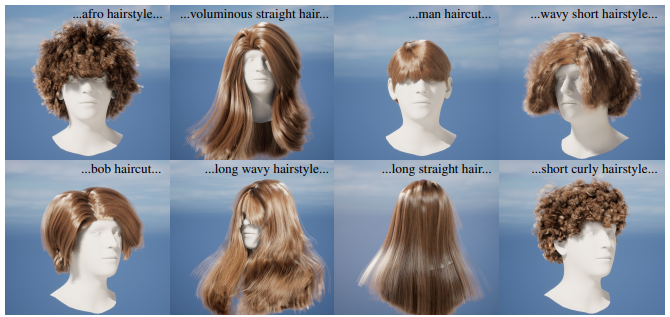 ...afro hairstyle...
...voluminous straight hair...
...man haircut...
...wavy short hairstyle...
...bob haircut...
...long wavy hairstyle...
...long straight hair...
...short curly hairstyle...